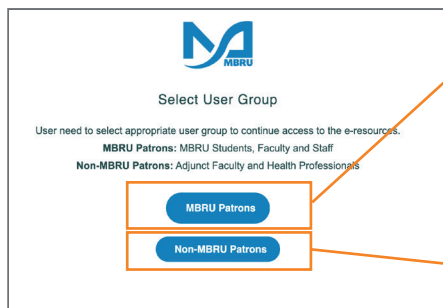 MBRU
Select User Group
User need to select appropriate user group to continue access to the e-resources.
MBRU Patrons: MBRU Students, Faculty and Staff
Non-MBRU Patrons: Adjunct Faculty and Health Professionals
MBRU Patrons
Non-MBRU Patrons